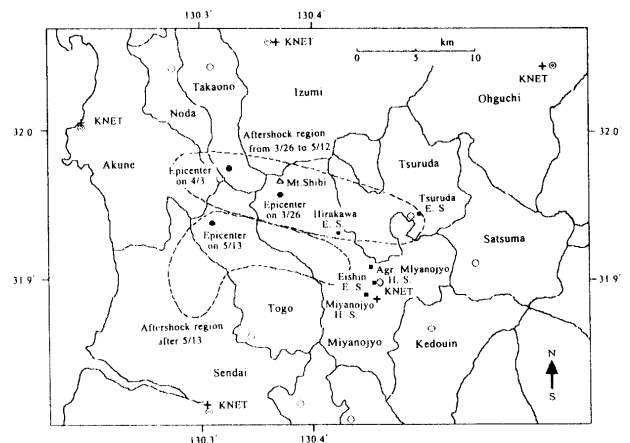 130.3
130.4
KNET
km
0
5
10
Takaono
Izumi
KNET
Ohguchi
Noda
KNET
32.0
32.0
Aftershock region
from 3/26 to 5/12
Akune
Tsuruda
Epicenter
on 4/3
Mt.Shibi
Epicenter
on 3/26
Tsuruda
E. S
Hirakawa
E. S.
Epicenter
on 5/13
Satsuma
31.9
31.9
Agr. MIyanojyo
H. S.
Eishin
E. S.
KNET
Miyanojyo
H. S.
Togo
Aftershock region
after 5/13
Miyanojyo
Kedouin
Sendai
N
S
KNET
130.3
130.4